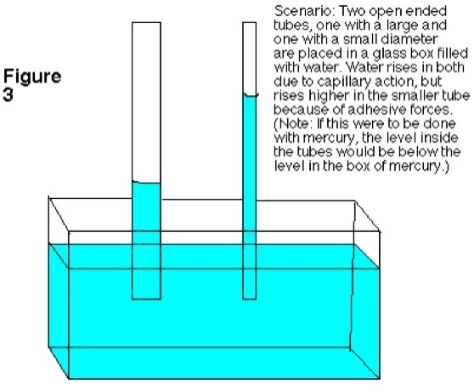 Figure
3
Scenario: Two open ended
tubes, one with a large and
one with a small diameter
are placed in a glass box filled
with water. Water rises in both
due to capillary action, but
rises higher in the smaller tube
because of adhesive forces.
(Note: If this were to be done
with mercury, the level inside
the tubes would be below the
level in the box of mercury.)